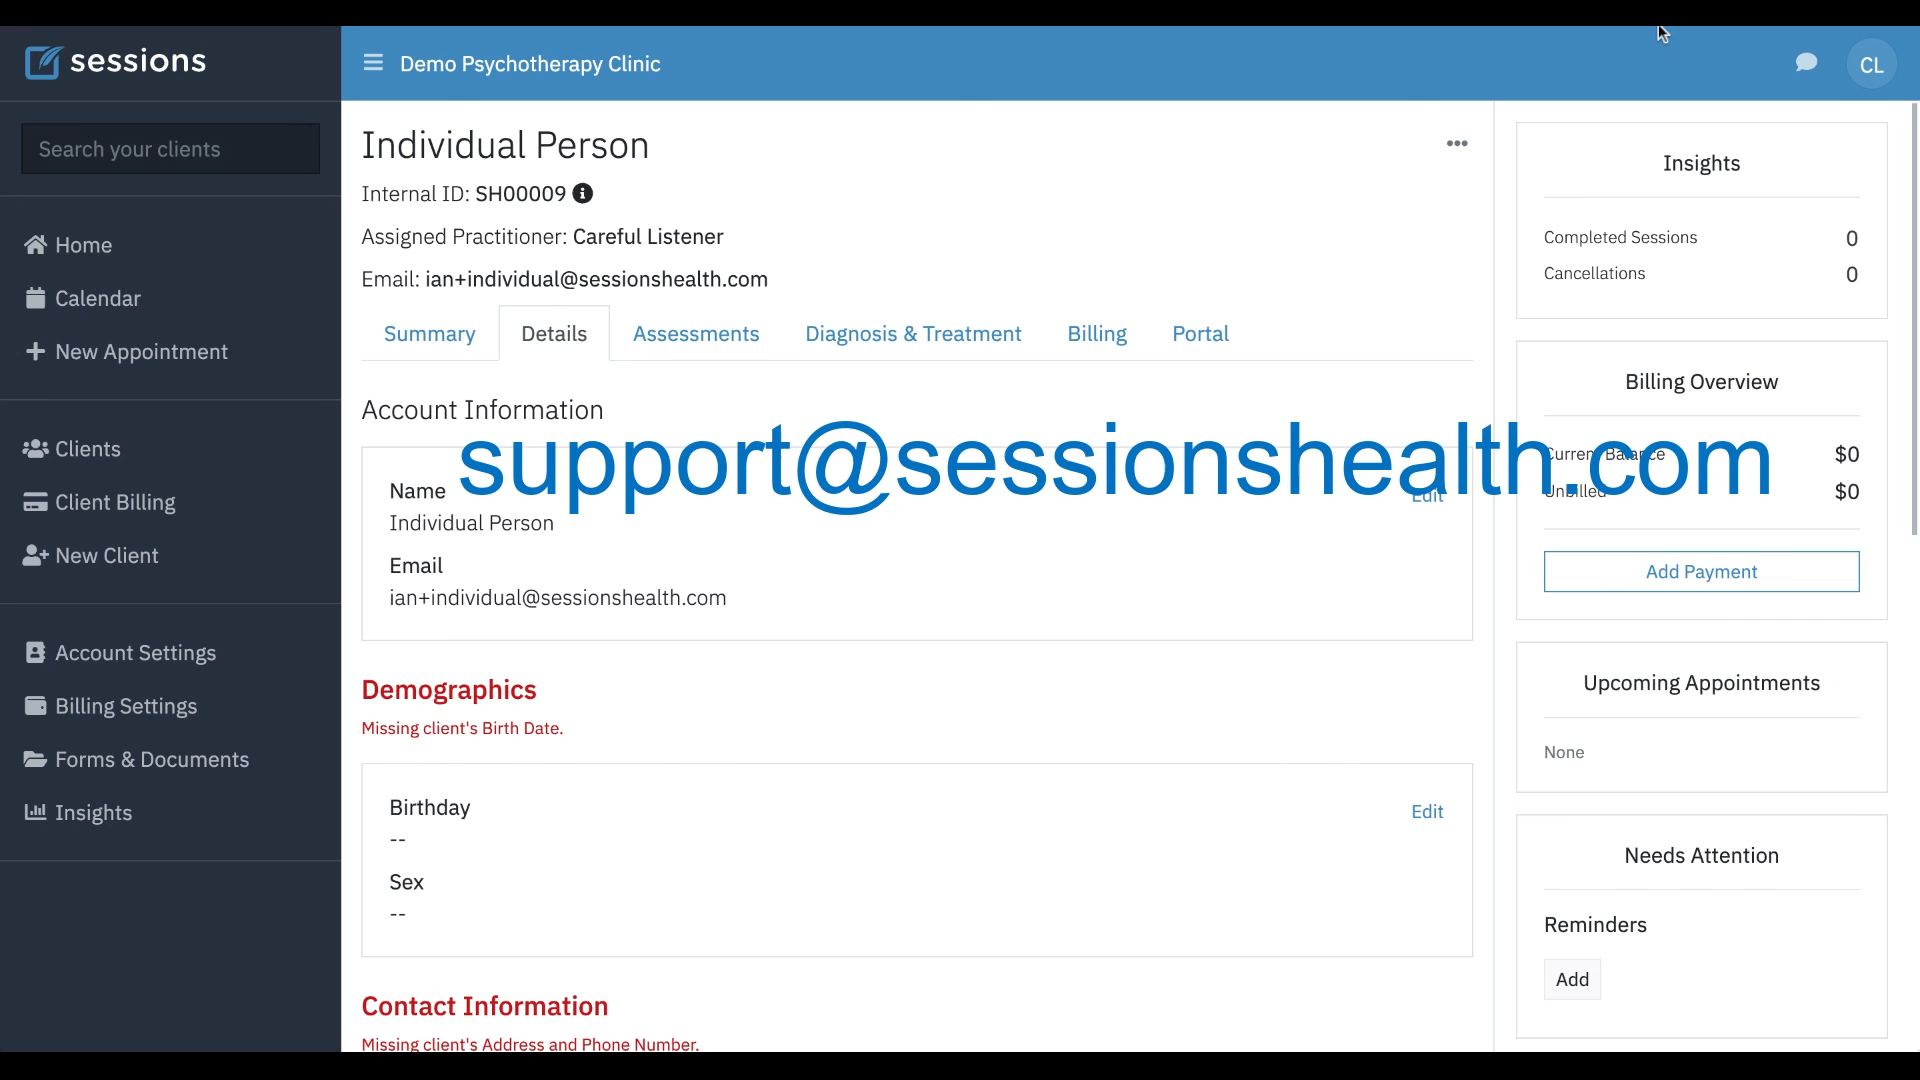 sessions
Demo Psychotherapy Clinic
CL
Search your clients
Home
Calendar
New Appointment
Clients
Client Billing
New Client
Account Settings
Billing Settings
Forms & Documents
Insights
Individual Person
Internal ID: SH00009
Assigned Practitioner: Careful Listener
Email: ian+individual@sessionshealth.com
Summary
Details
Assessments
Diagnosis & Treatment
Billing
Portal
Account Information
support@sessionshealth.com
Name
Edit
Individual Person
Email
ian+individual@sessionshealth.com
Demographics
Missing client's Birth Date.
Birthday
Edit
--
Sex
--
Contact Information
Missing client's Address and Phone Number.
Insights
Completed Sessions 0
Cancellations 0
Billing Overview
Current Balance $0
Unbilled $0
Add Payment
Upcoming Appointments
None
Needs Attention
Reminders
Add